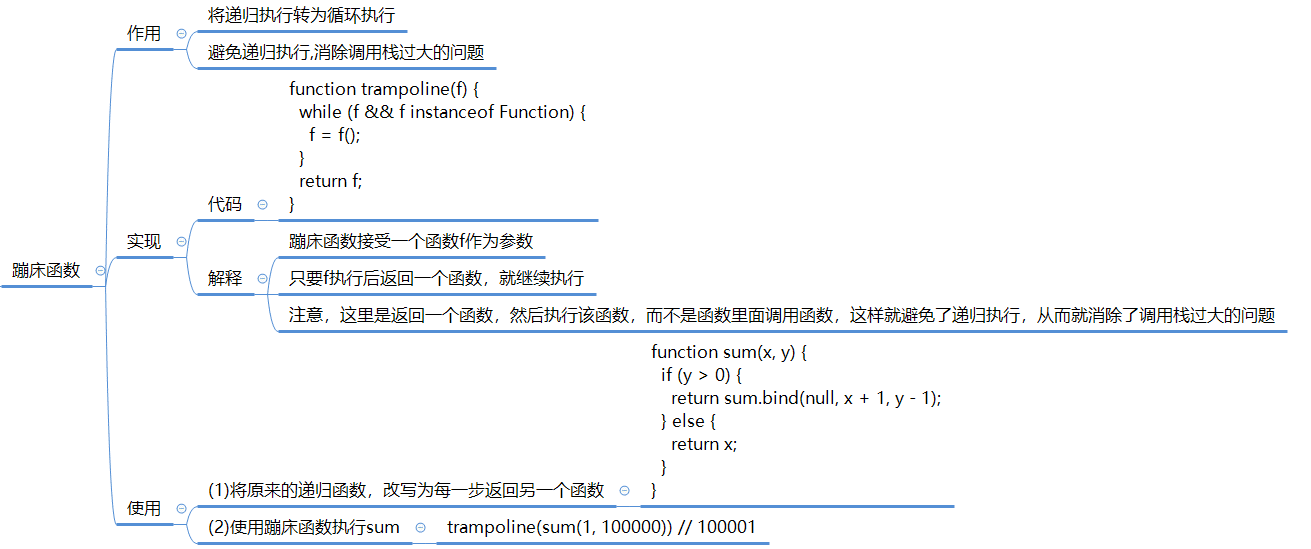 蹦床函数
作用
将递归执行转为循环执行
避免递归执行,消除调用栈过大的问题
实现
代码
function trampoline(f) {
  while (f && f instanceof Function) {
    f = f();
  }
  return f;
}
解释
蹦床函数接受一个函数f作为参数
只要f执行后返回一个函数，就继续执行
注意，这里是返回一个函数，然后执行该函数，而不是函数里面调用函数，这样就避免了递归执行，从而就消除了调用栈过大的问题
使用
(1)将原来的递归函数，改写为每一步返回另一个函数
function sum(x, y) {
  if (y > 0) {
    return sum.bind(null, x + 1, y - 1);
  } else {
    return x;
  }
}
(2)使用蹦床函数执行sum
trampoline(sum(1, 100000)) // 100001